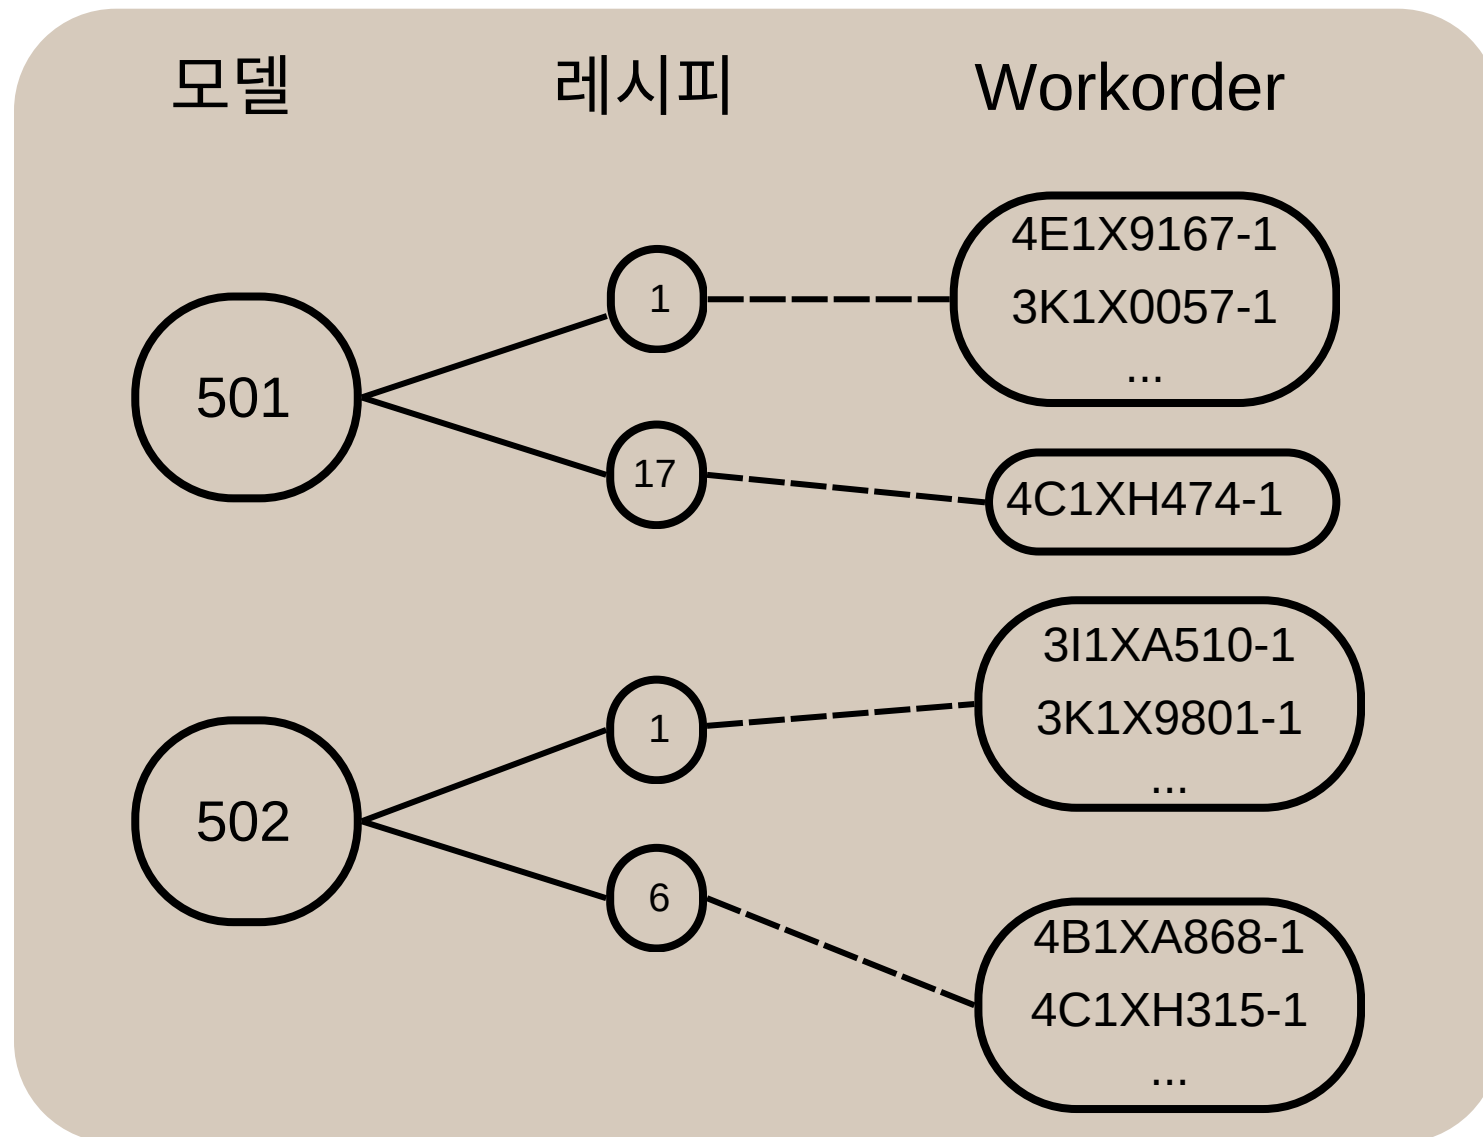 모델
레시피
Workorder
501
1
4E1X9167-1
3K1X0057-1
...
17
4C1XH474-1
502
1
3I1XA510-1
3K1X9801-1
...
6
4B1XA868-1
4C1XH315-1
...